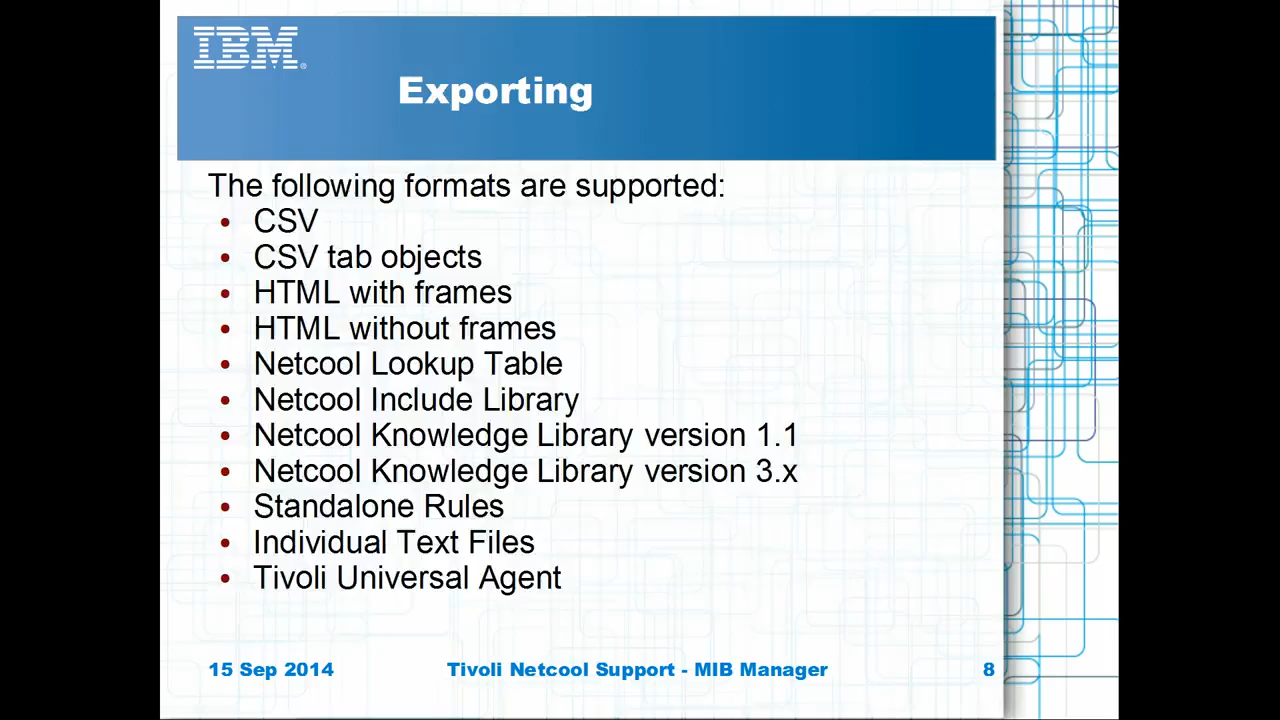 IBM®
Exporting
The following formats are supported:
• CSV
• CSV tab objects
• HTML with frames
• HTML without frames
• Netcool Lookup Table
• Netcool Include Library
• Netcool Knowledge Library version 1.1
• Netcool Knowledge Library version 3.x
• Standalone Rules
• Individual Text Files
• Tivoli Universal Agent
15 Sep 2014 Tivoli Netcool Support - MIB Manager 8